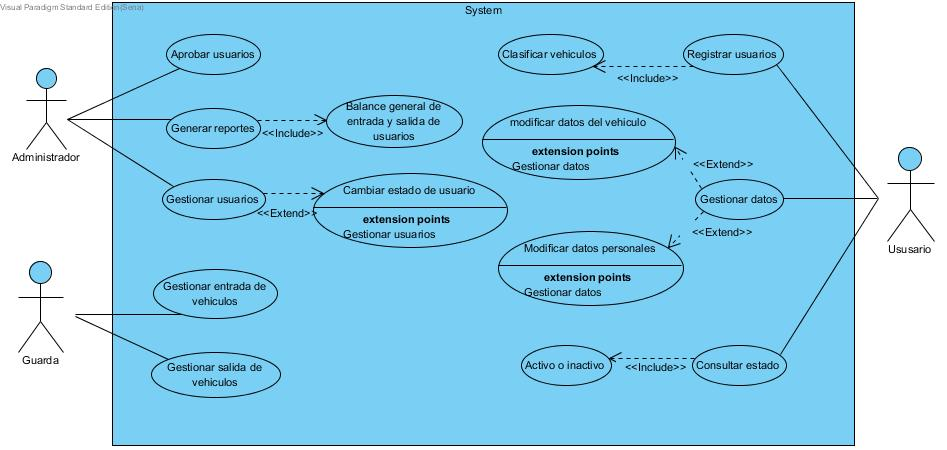 Visual Paradigm Standard Edition(Sena)
System
Aprobar usuarios
Clasificar vehiculos
Registrar usuarios
<<Include>>
Administrador
Generar reportes
<<Include>>
Balance general de
entrada y salida de
usuarios
modificar datos del vehiculo
extension points
Gestionar datos
<<Extend>>
Gestionar usuarios
<<Extend>>
Cambiar estado de usuario
extension points
Gestionar usuarios
Gestionar datos
<<Extend>>
Ususario
Modificar datos personales
extension points
Gestionar datos
Guarda
Gestionar entrada de
vehiculos
Gestionar salida de
vehiculos
Activo o inactivo
<<Include>>
Consultar estado